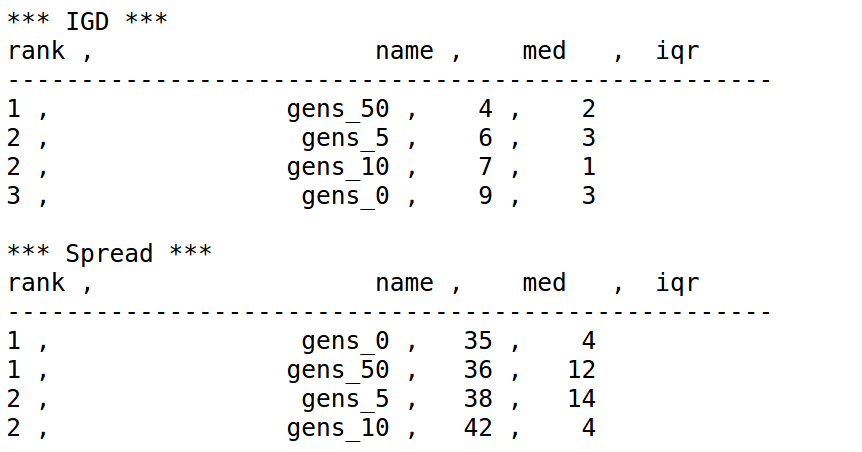 *** IGD ***
rank ,                   name ,    med   ,  iqr
----------------------------------------------------
1 ,                gens_50 ,    4 ,    2
2 ,                 gens_5 ,    6 ,    3
2 ,                gens_10 ,    7 ,    1
3 ,                 gens_0 ,    9 ,    3
*** Spread ***
rank ,                   name ,    med   ,  iqr
----------------------------------------------------
1 ,                 gens_0 ,   35 ,    4
1 ,                gens_50 ,   36 ,   12
2 ,                 gens_5 ,   38 ,   14
2 ,                gens_10 ,   42 ,    4